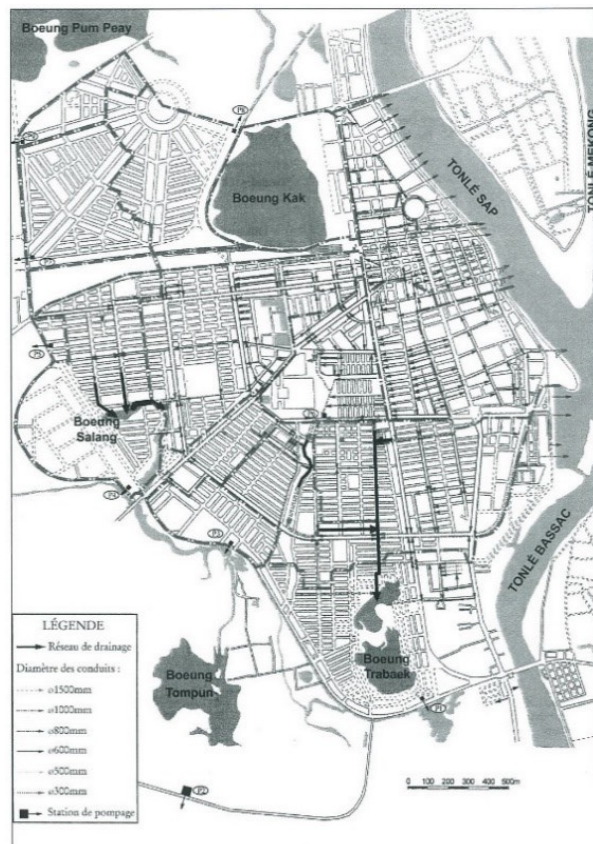 Boeung Pum Peay
Boeung Kak
TONLÉ SAP
TONLÉ MEKONG
Boeung
Salang
TONLÉ BASSAC
Boeung
Trabaek
Boeung
Tompun
P2
P1
LÉGENDE
Réseau de drainage
Diamètre des conduits :
ø1500mm
ø1000mm
ø800mm
ø600mm
ø500mm
ø300mm
Station de pompage
0 100 200 300 400 500m